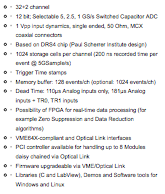 32+2 channel
12 bit; Selectable 5, 2.5, 1 GS/s Switched Capacitor ADC
1 Vpp input dynamics, single ended, 50 Ohm, MCX
coaxial connectors
Based on DRS4 chip (Paul Scherrer Institute design)
1024 storage cells per channel (200 ns recorded time per
event @ 5GSample/s)
Trigger Time stamps
Memory buffer: 128 events/ch (optional: 1024 events/ch)
Dead Time: 110µs Analog inputs only, 181µs Analog
inputs + TR0, TR1 inputs
Possibility of FPGA for real-time data processing (for
example Zero Suppression and Data Reduction
algorithms)
VME64X-compliant and Optical Link interfaces
PCI controller available for handling up to 8 Modules
daisy chained via Optical Link
Firmware upgradeable via VME/Optical Link
Libraries (C and LabView), Demos and Software tools for
Windows and Linux